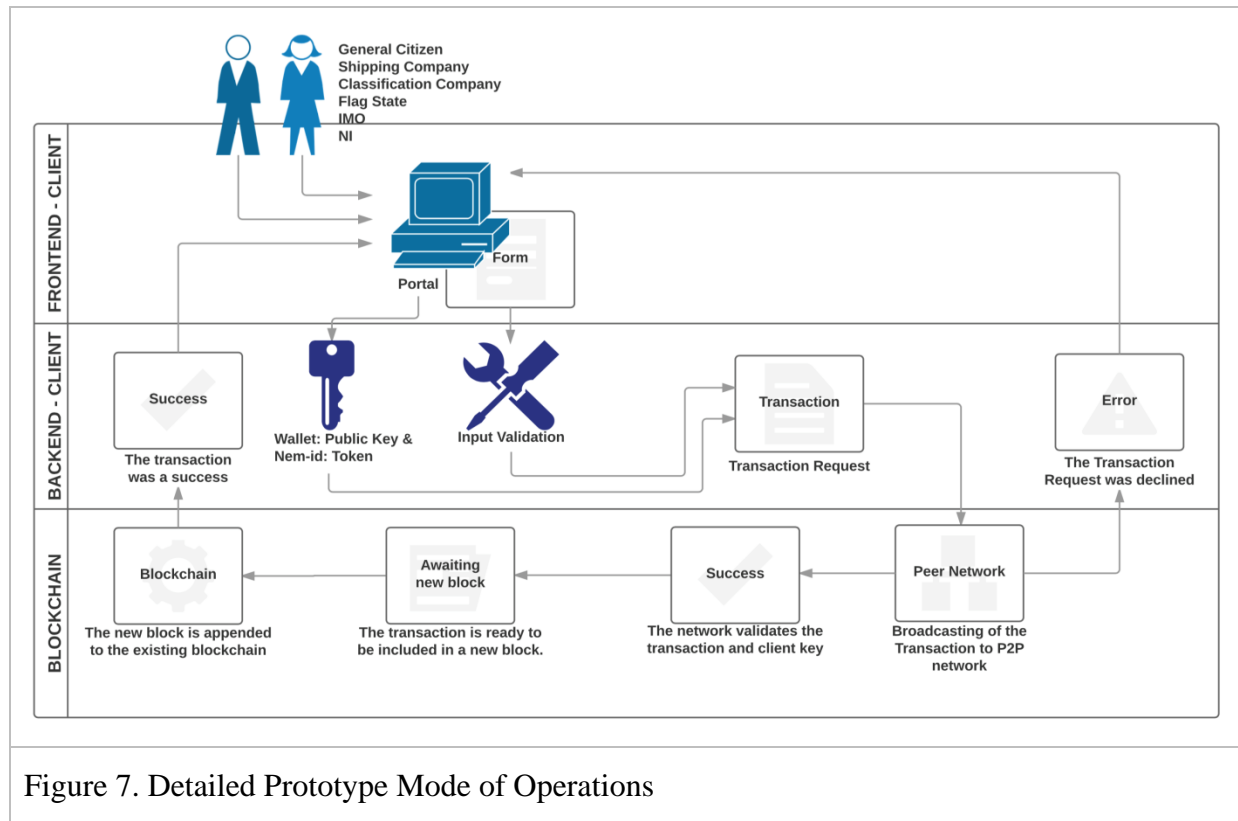 General Citizen
Shipping Company
Classification Company
Flag State
IMO
NI
FRONTEND - CLIENT
Form
Portal
BACKEND - CLIENT
Success
The transaction
was a success
Wallet: Public Key &
Nem-id: Token
Input Validation
Transaction
Transaction Request
Error
The Transaction
Request was declined
BLOCKCHAIN
Blockchain
The new block is appended
to the existing blockchain
Awaiting
new block
The transaction is ready to
be included in a new block.
Success
The network validates the
transaction and client key
Peer Network
Broadcasting of the
Transaction to P2P
network
Figure 7. Detailed Prototype Mode of Operations